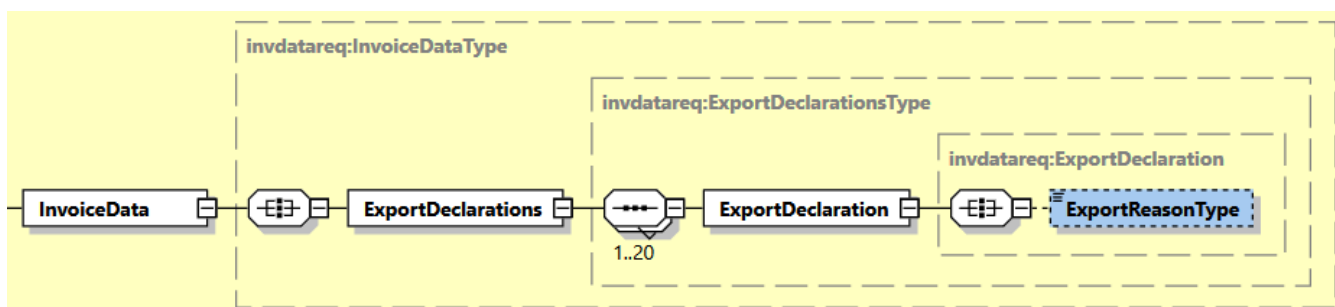 invdatareq:InvoiceDataType
invdatareq:ExportDeclarationsType
invdatareq:ExportDeclaration
InvoiceData
ExportDeclarations
ExportDeclaration
ExportReasonType
1..20